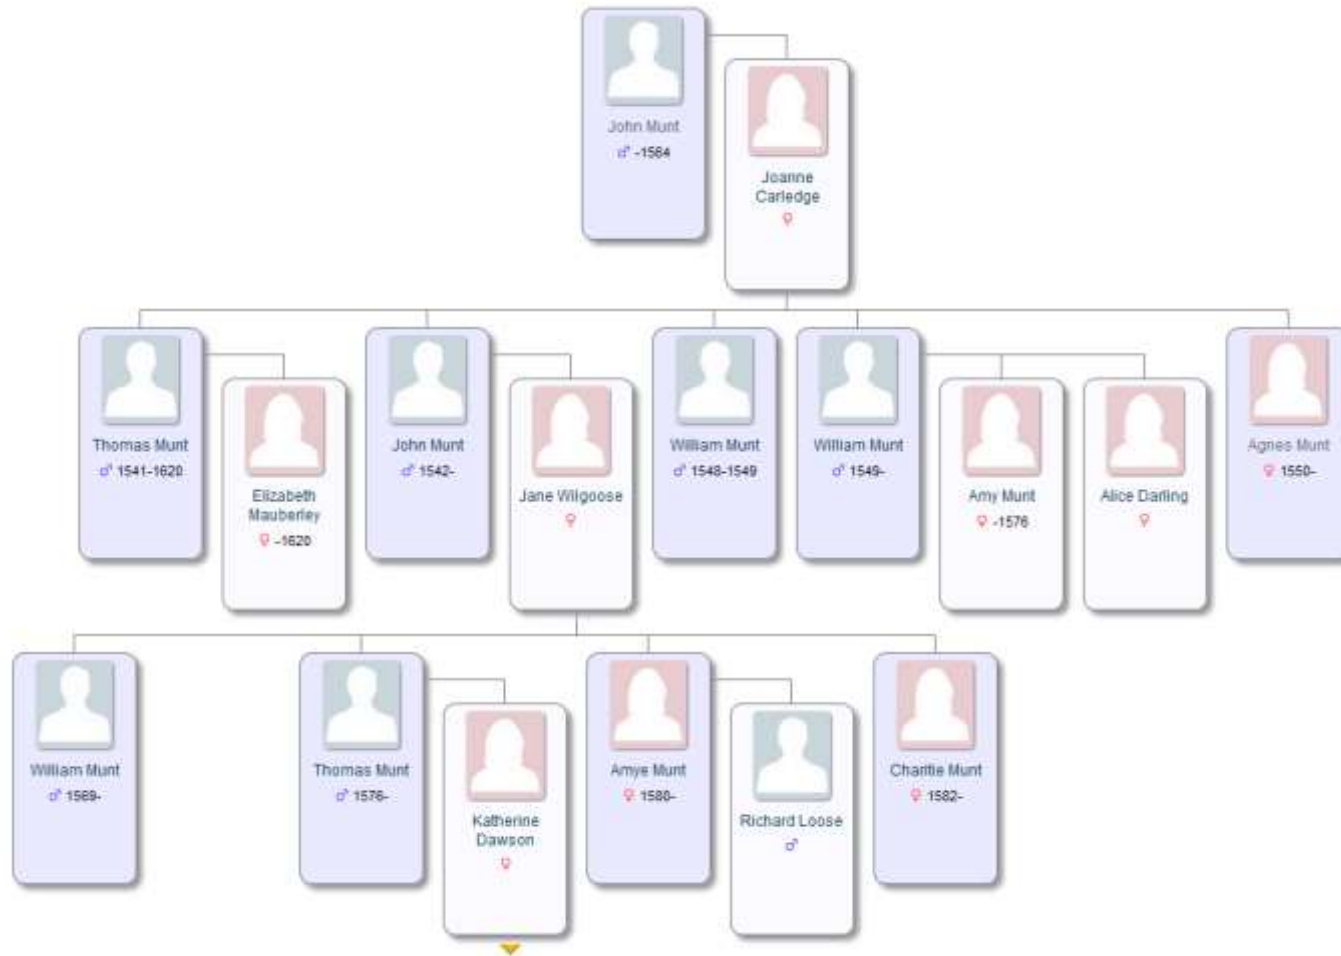 John Munt
♂ -1564
Joanne
Carledge
♀
Thomas Munt
♂ 1541-1620
Elizabeth
Mauberley
♀ -1620
John Munt
♂ 1542-
Jane Wilgoose
♀
William Munt
♂ 1548-1549
William Munt
♂ 1549-
Amy Munt
♀ -1576
Alice Darling
♀
Agnes Munt
♀ 1550-
William Munt
♂ 1569-
Thomas Munt
♂ 1576-
Katherine
Dawson
♀
Amye Munt
♀ 1580-
Richard Loose
♂
Charitie Munt
♀ 1582-